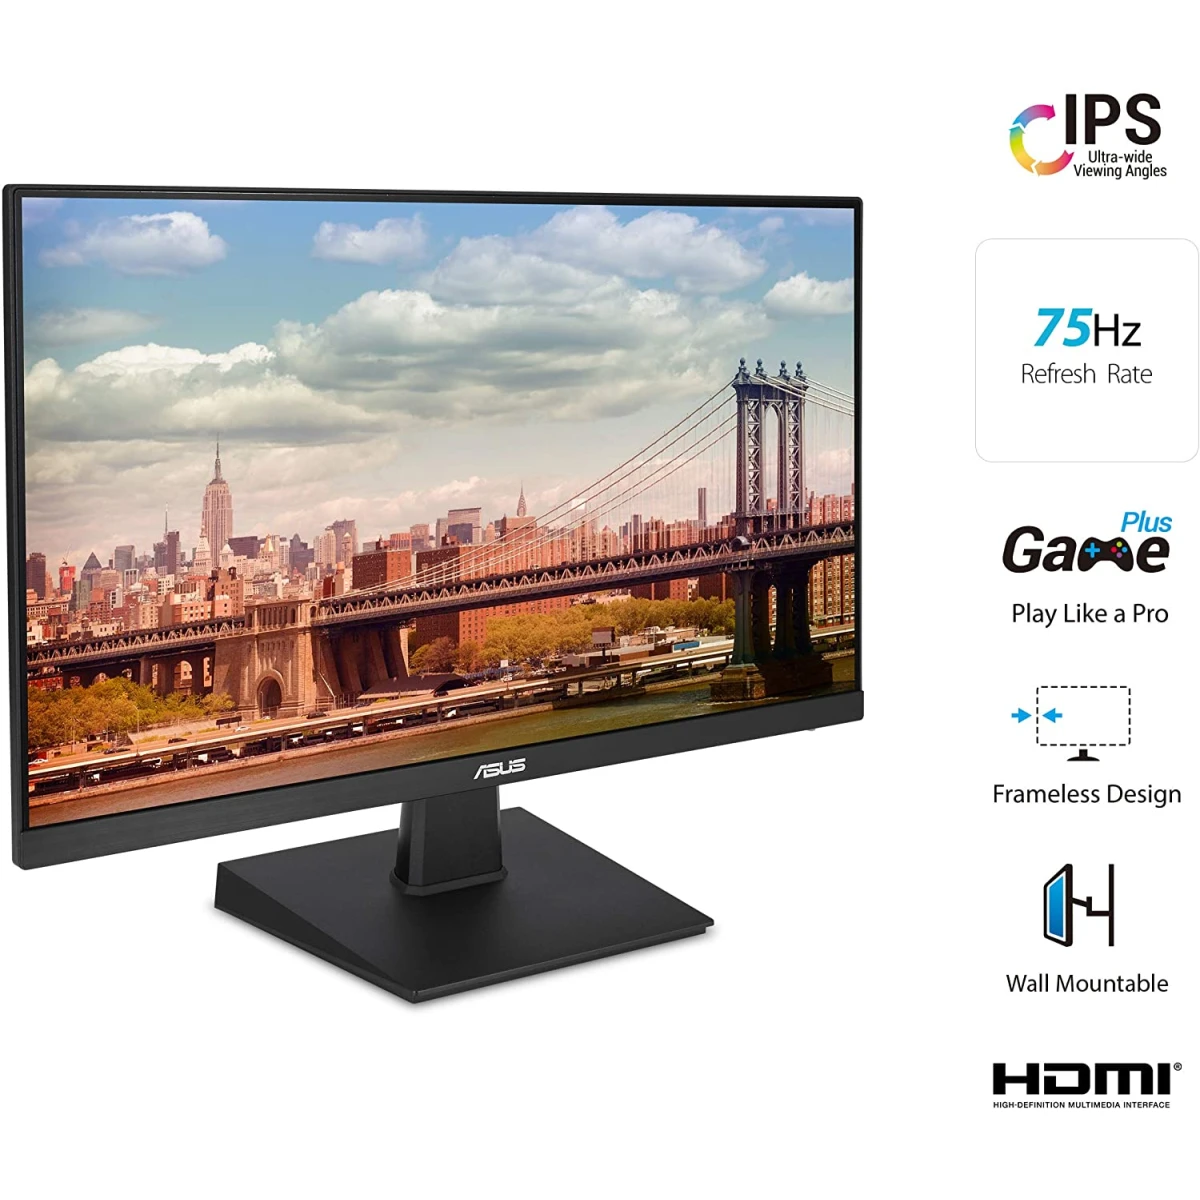 IPS
Ultra-wide
Viewing Angles
75Hz
Refresh Rate
Plus
Game
Play Like a Pro
Frameless Design
Wall Mountable
HDMI®
HIGH-DEFINITION MULTIMEDIA INTERFACE
ASUS